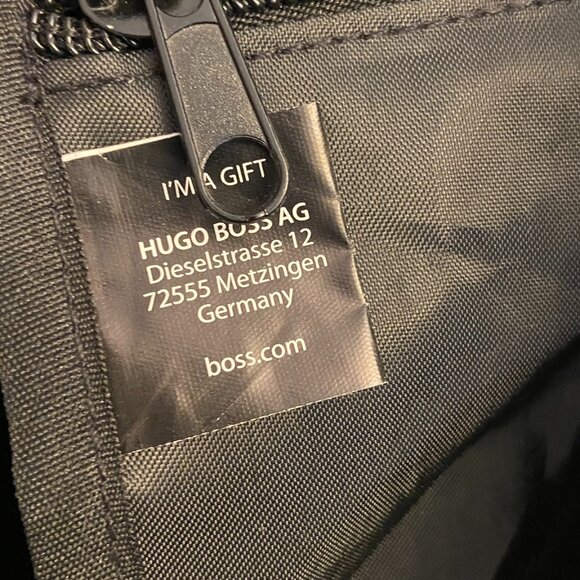 I'M A GIFT
HUGO BOSS AG
Dieselstrasse 12
72555 Metzingen
Germany
boss.com